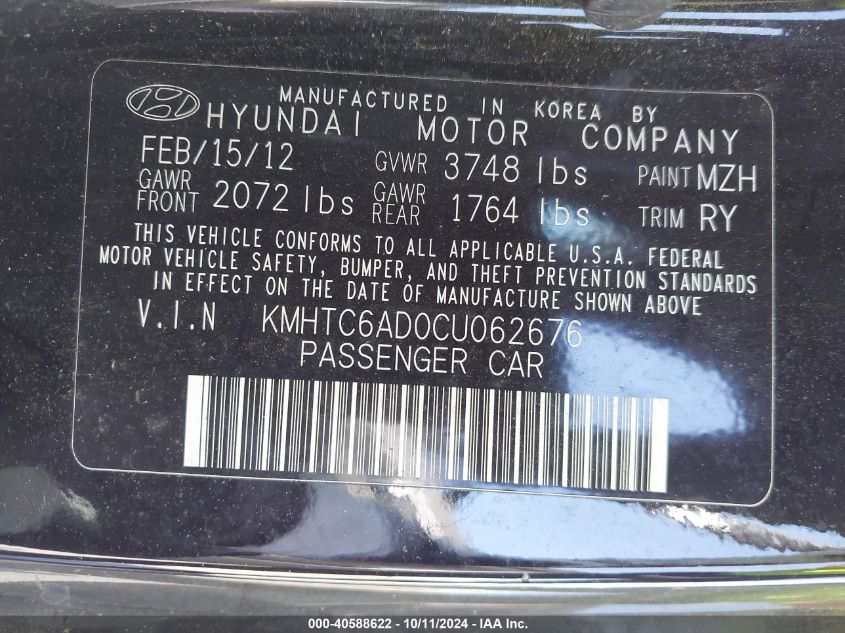 MANUFACTURED IN KOREA BY
HYUNDAI MOTOR COMPANY
FEB/15/12 GVWR 3748 lbs PAINT MZH
GAWR FRONT 2072 lbs GAWR REAR 1764 lbs TRIM RY
THIS VEHICLE CONFORMS TO ALL APPLICABLE U.S.A. FEDERAL
MOTOR VEHICLE SAFETY, BUMPER, AND THEFT PREVENTION STANDARDS
IN EFFECT ON THE DATE OF MANUFACTURE SHOWN ABOVE
V.I.N KMHTC6AD0CU062676
PASSENGER CAR
000-40588622 - 10/11/2024 - IAA Inc.